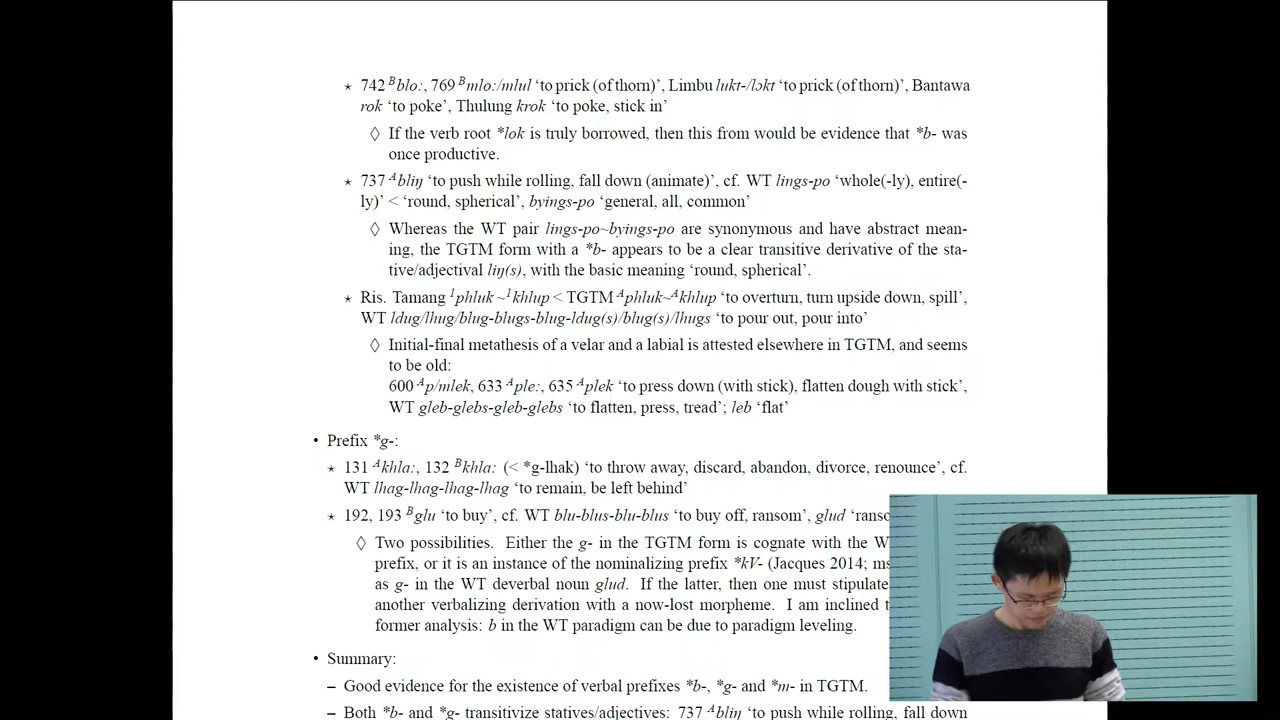 ⋆ 742 ᴮblo:, 769 ᴮmlo:/mlul ‘to prick (of thorn)’, Limbu lukt-/lɔkt ‘to prick (of thorn)’, Bantawa
rok ‘to poke’, Thulung krok ‘to poke, stick in’
◊ If the verb root *lok is truly borrowed, then this from would be evidence that *b- was
once productive.
⋆ 737 ᴬbliŋ ‘to push while rolling, fall down (animate)’, cf. WT lings-po ‘whole(-ly), entire(-
ly)’ < ‘round, spherical’, byings-po ‘general, all, common’
◊ Whereas the WT pair lings-po~byings-po are synonymous and have abstract mean-
ing, the TGTM form with a *b- appears to be a clear transitive derivative of the sta-
tive/adjectival liŋ(s), with the basic meaning ‘round, spherical’.
⋆ Ris. Tamang ¹phluk ~¹khlup < TGTM ᴬphluk~ᴬkhlup ‘to overturn, turn upside down, spill’,
WT ldug/lhug/blug-blugs-blug-ldug(s)/blug(s)/lhugs ‘to pour out, pour into’
◊ Initial-final metathesis of a velar and a labial is attested elsewhere in TGTM, and seems
to be old:
600 ᴬp/mlek, 633 ᴬple:, 635 ᴬplek ‘to press down (with stick), flatten dough with stick’,
WT gleb-glebs-gleb-glebs ‘to flatten, press, tread’; leb ‘flat’
• Prefix *g-:
⋆ 131 ᴬkhla:, 132 ᴮkhla: (< *g-lhak) ‘to throw away, discard, abandon, divorce, renounce’, cf.
WT lhag-lhag-lhag-lhag ‘to remain, be left behind’
⋆ 192, 193 ᴮglu ‘to buy’, cf. WT blu-blus-blu-blus ‘to buy off, ransom’, glud
◊ Two possibilities. Either the g- in the TGTM form is cognate with the
prefix, or it is an instance of the nominalizing prefix *kV- (Jacques 2014;
as g- in the WT deverbal noun glud. If the latter, then one must stipulate
another verbalizing derivation with a now-lost morpheme. I am inclined
former analysis: b in the WT paradigm can be due to paradigm leveling.
• Summary:
– Good evidence for the existence of verbal prefixes *b-, *g- and *m- in TGTM.
– Both *b- and *g- transitivize statives/adjectives: 737 ᴬbliŋ ‘to push while rolling, fall down